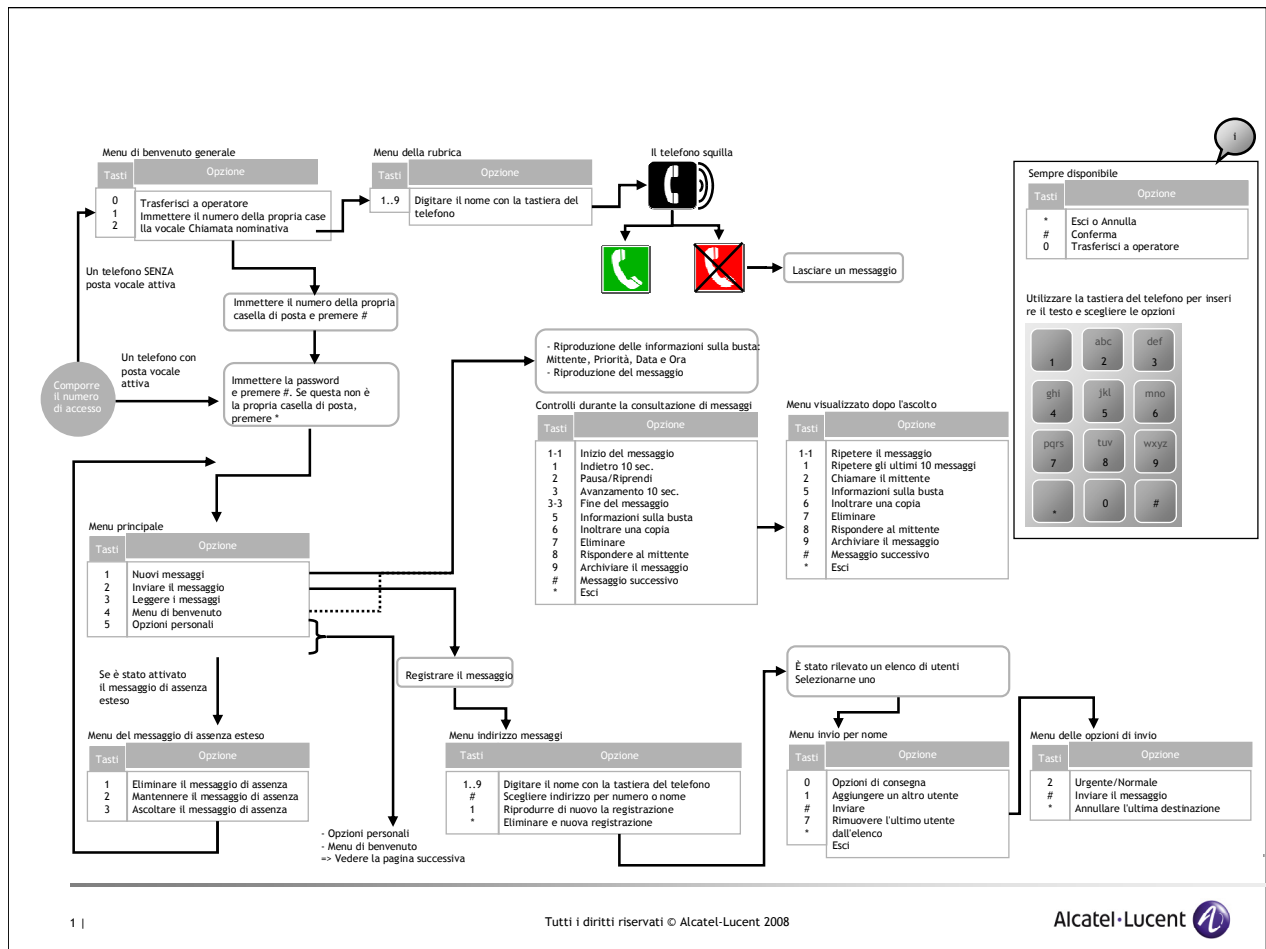 i
Menu di benvenuto generale
Tasti Opzione
0 Trasferisci a operatore
1 Immettere il numero della propria case
2 lla vocale Chiamata nominativa
Menu della rubrica
Tasti Opzione
1..9 Digitare il nome con la tastiera del
telefono
Il telefono squilla
Lasciare un messaggio
Sempre disponibile
Tasti Opzione
* Esci o Annulla
# Conferma
0 Trasferisci a operatore
Utilizzare la tastiera del telefono per inseri
re il testo e scegliere le opzioni
1
abc
2
def
3
ghi
4
jkl
5
mno
6
pqrs
7
tuv
8
wxyz
9
*
0
#
Un telefono SENZA
posta vocale attiva
Immettere il numero della propria
casella di posta e premere #
Un telefono con
posta vocale
attiva
Comporre
il numero
di accesso
Immettere la password
e premere #. Se questa non è
la propria casella di posta,
premere *
- Riproduzione delle informazioni sulla busta:
Mittente, Priorità, Data e Ora
- Riproduzione del messaggio
Controlli durante la consultazione di messaggi
Tasti Opzione
1-1 Inizio del messaggio
1 Indietro 10 sec.
2 Pausa/Riprendi
3 Avanzamento 10 sec.
3-3 Fine del messaggio
5 Informazioni sulla busta
6 Inoltrare una copia
7 Eliminare
8 Rispondere al mittente
9 Archiviare il messaggio
# Messaggio successivo
* Esci
Menu visualizzato dopo l'ascolto
Tasti Opzione
1-1 Ripetere il messaggio
1 Ripetere gli ultimi 10 messaggi
2 Chiamare il mittente
5 Informazioni sulla busta
6 Inoltrare una copia
7 Eliminare
8 Rispondere al mittente
9 Archiviare il messaggio
# Messaggio successivo
* Esci
Menu principale
Tasti Opzione
1 Nuovi messaggi
2 Inviare il messaggio
3 Leggere i messaggi
4 Menu di benvenuto
5 Opzioni personali
Se è stato attivato
il messaggio di assenza
esteso
Registrare il messaggio
È stato rilevato un elenco di utenti
Selezionarne uno
Menu del messaggio di assenza esteso
Tasti Opzione
1 Eliminare il messaggio di assenza
2 Mantennere il messaggio di assenza
3 Ascoltare il messaggio di assenza
- Opzioni personali
- Menu di benvenuto
=> Vedere la pagina successiva
Menu indirizzo messaggi
Tasti Opzione
1..9 Digitare il nome con la tastiera del telefono
# Scegliere indirizzo per numero o nome
1 Riprodurre di nuovo la registrazione
* Eliminare e nuova registrazione
Menu invio per nome
Tasti Opzione
0 Opzioni di consegna
1 Aggiungere un altro utente
# Inviare
7 Rimuovere l'ultimo utente
* dall'elenco
Esci
Menu delle opzioni di invio
Tasti Opzione
2 Urgente/Normale
# Inviare il messaggio
* Annullare l'ultima destinazione
1 |
Tutti i diritti riservati © Alcatel-Lucent 2008
Alcatel·Lucent